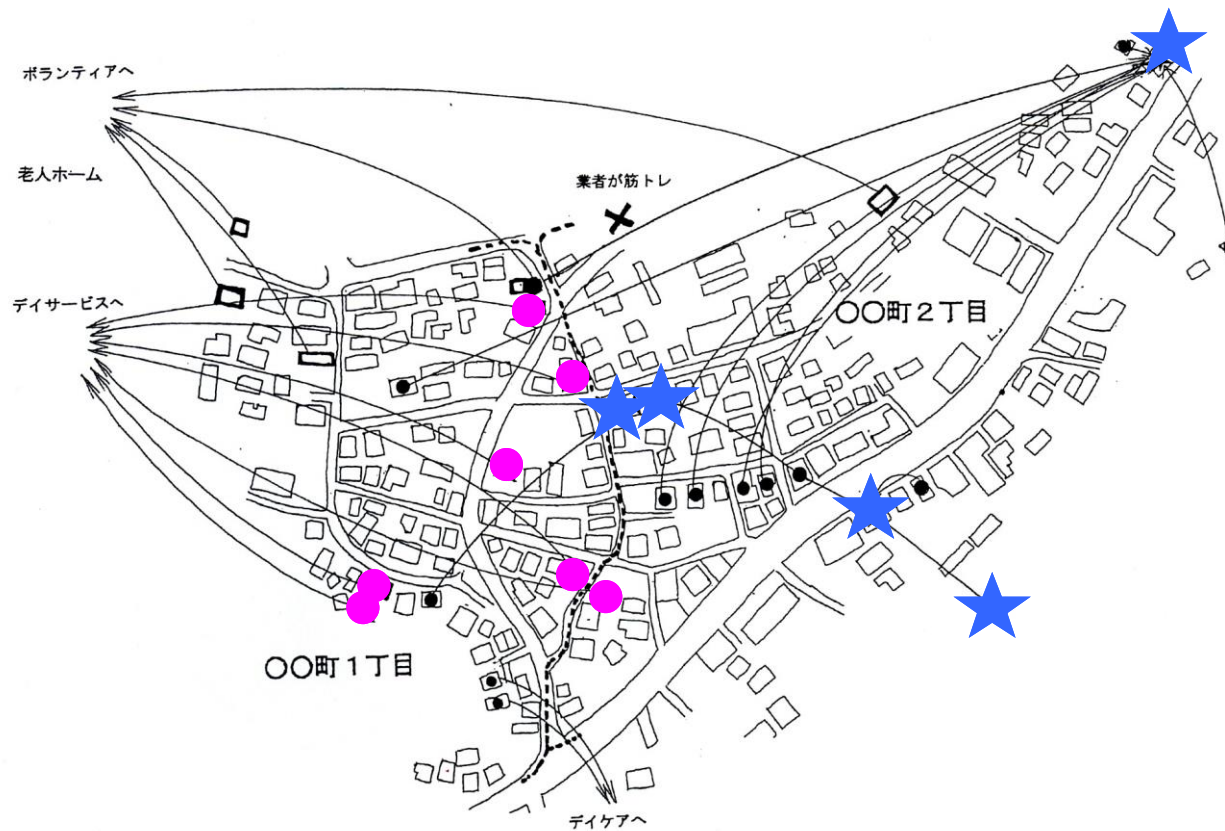 ボランティアへ
老人ホーム
業者が筋トレ
デイサービスへ
〇〇町２丁目
〇〇町１丁目
デイケアへ